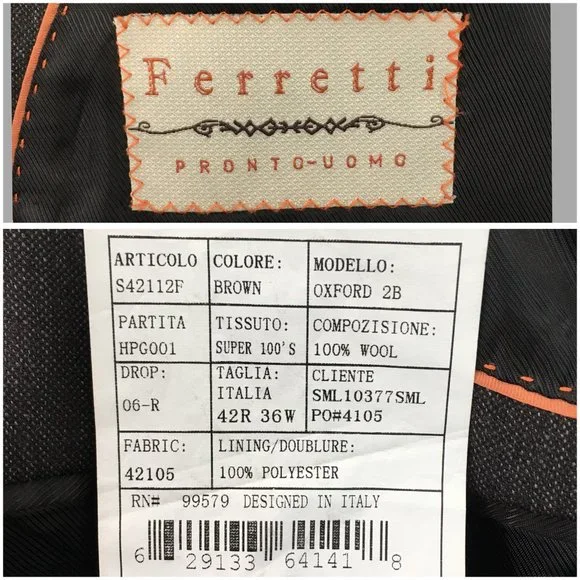 Ferretti
PRONTO-UOMO
ARTICOLO
S42112F
COLORE:
BROWN
MODELLO:
OXFORD 2B
PARTITA
HPG001
TISSUTO:
SUPER 100'S
COMPOZISIONE:
100% WOOL
DROP:
06-R
TAGLIA:
ITALIA
42R 36W
CLIENTE
SML10377SML
PO#4105
FABRIC:
42105
LINING/DOUBLURE:
100% POLYESTER
RN# 99579 DESIGNED IN ITALY
6 29133 64141 8